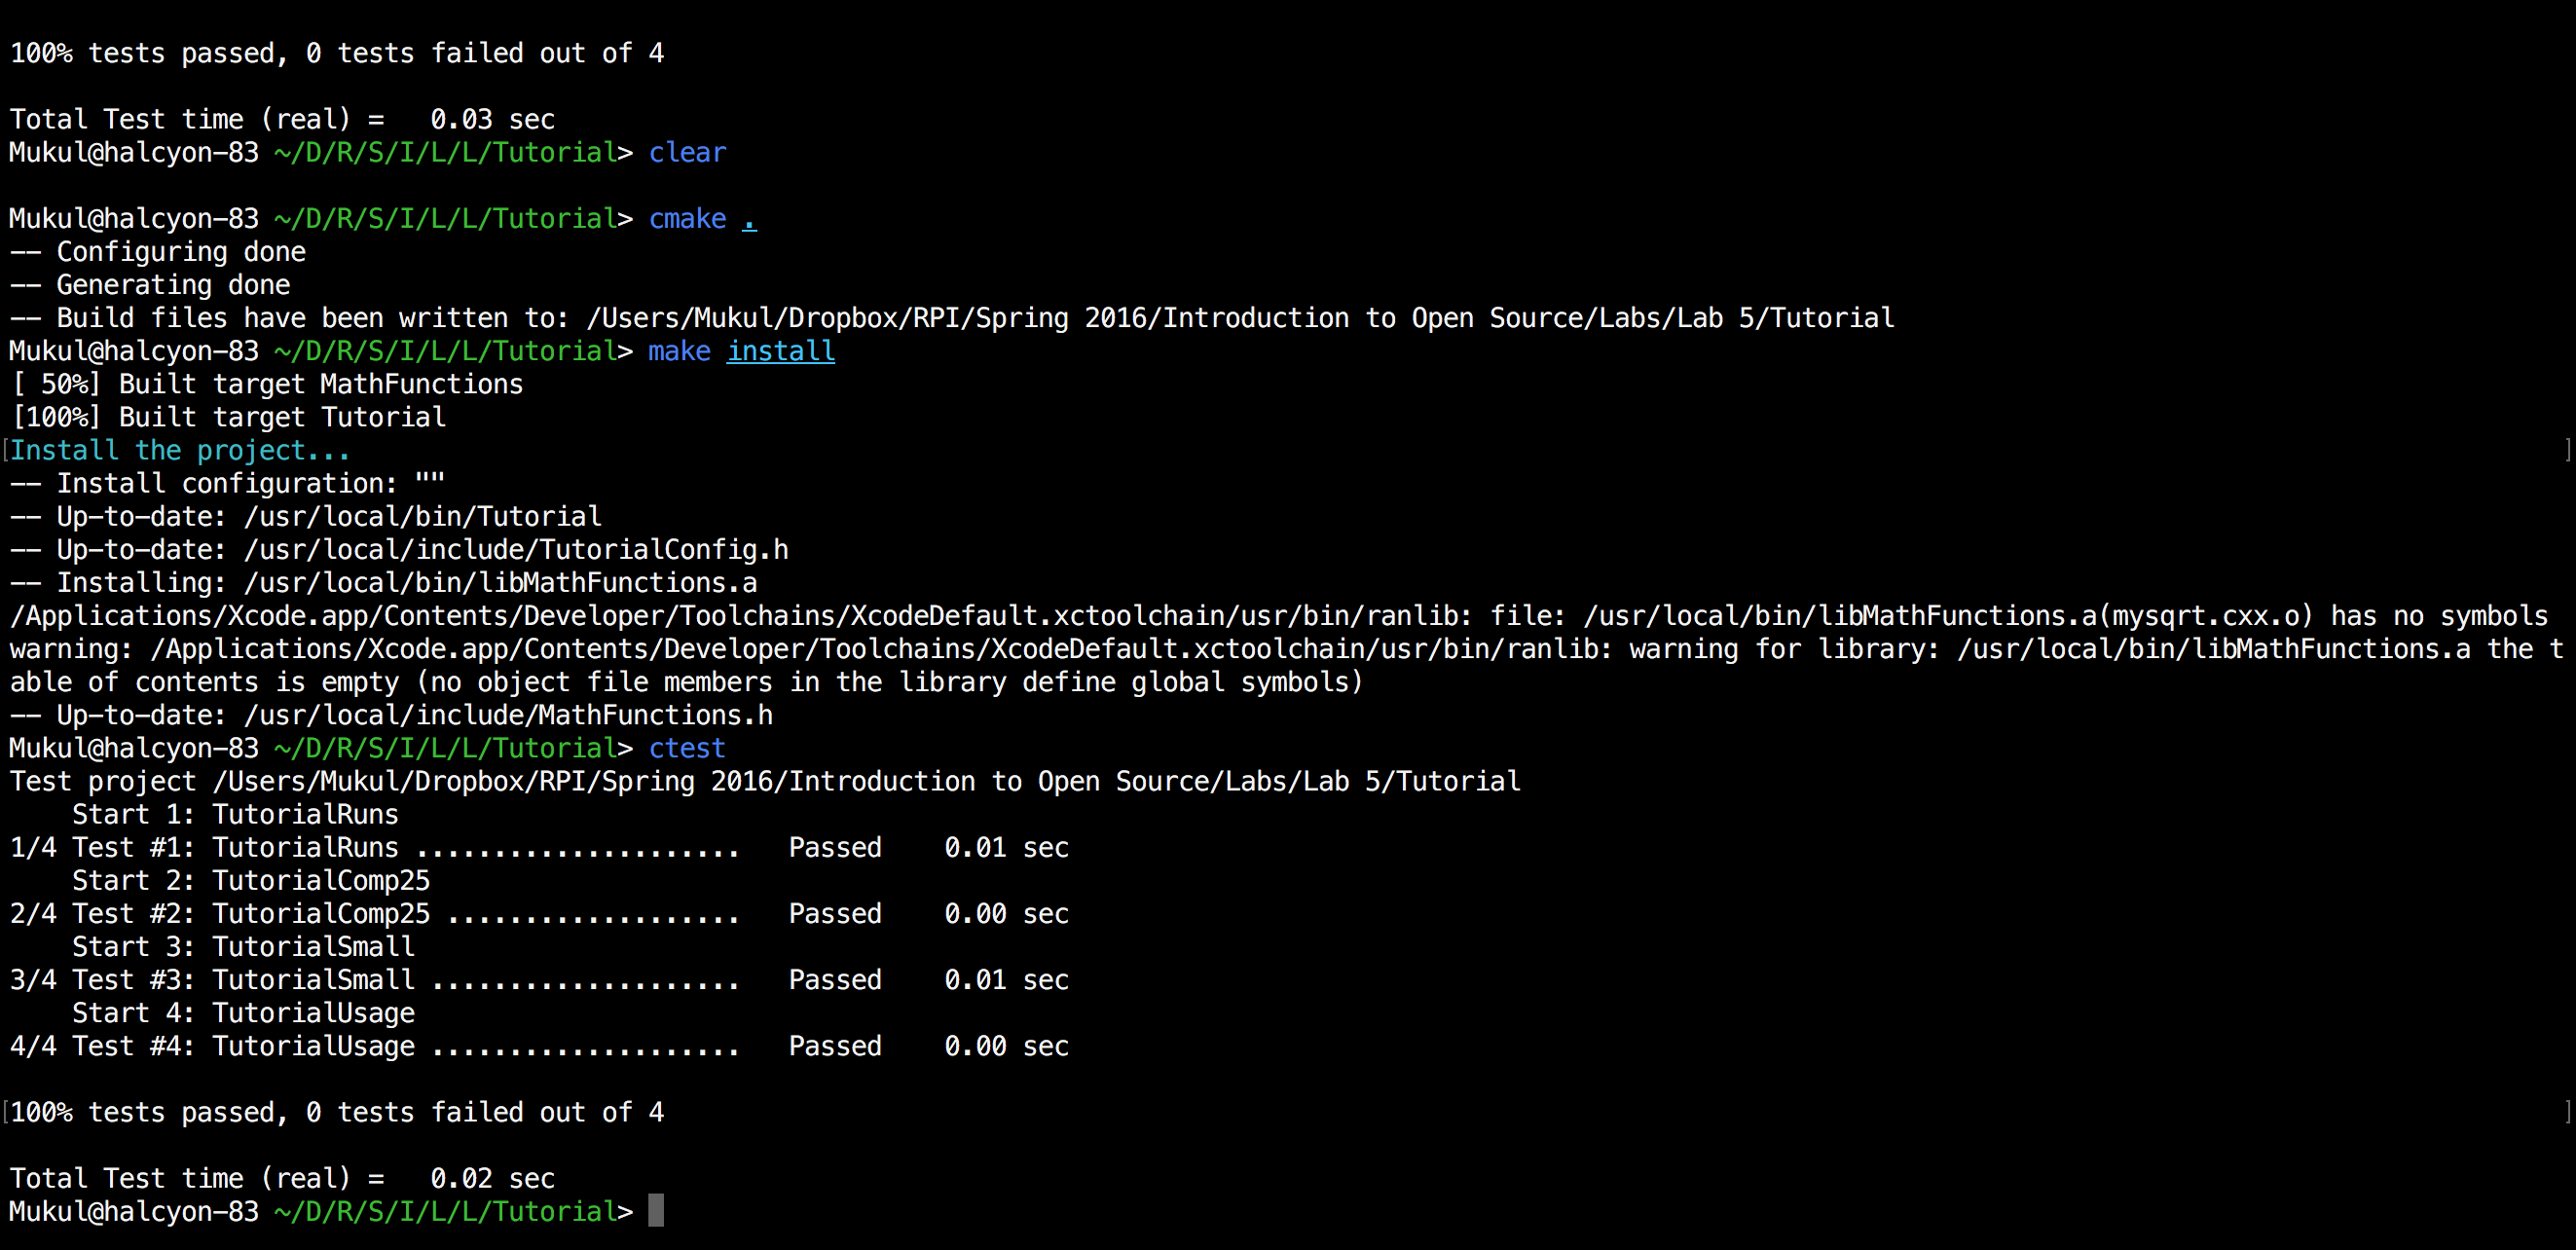 100% tests passed, 0 tests failed out of 4
Total Test time (real) =   0.03 sec
Mukul@halcyon-83 ~/D/R/S/I/L/L/Tutorial> clear
Mukul@halcyon-83 ~/D/R/S/I/L/L/Tutorial> cmake .
-- Configuring done
-- Generating done
-- Build files have been written to: /Users/Mukul/Dropbox/RPI/Spring 2016/Introduction to Open Source/Labs/Lab 5/Tutorial
Mukul@halcyon-83 ~/D/R/S/I/L/L/Tutorial> make install
[ 50%] Built target MathFunctions
[100%] Built target Tutorial
Install the project...
-- Install configuration: ""
-- Up-to-date: /usr/local/bin/Tutorial
-- Up-to-date: /usr/local/include/TutorialConfig.h
-- Installing: /usr/local/bin/libMathFunctions.a
/Applications/Xcode.app/Contents/Developer/Toolchains/XcodeDefault.xctoolchain/usr/bin/ranlib: file: /usr/local/bin/libMathFunctions.a(mysqrt.cxx.o) has no symbols
warning: /Applications/Xcode.app/Contents/Developer/Toolchains/XcodeDefault.xctoolchain/usr/bin/ranlib: warning for library: /usr/local/bin/libMathFunctions.a the t
able of contents is empty (no object file members in the library define global symbols)
-- Up-to-date: /usr/local/include/MathFunctions.h
Mukul@halcyon-83 ~/D/R/S/I/L/L/Tutorial> ctest
Test project /Users/Mukul/Dropbox/RPI/Spring 2016/Introduction to Open Source/Labs/Lab 5/Tutorial
    Start 1: TutorialRuns
1/4 Test #1: TutorialRuns .....................   Passed    0.01 sec
    Start 2: TutorialComp25
2/4 Test #2: TutorialComp25 ...................   Passed    0.00 sec
    Start 3: TutorialSmall
3/4 Test #3: TutorialSmall ....................   Passed    0.01 sec
    Start 4: TutorialUsage
4/4 Test #4: TutorialUsage ....................   Passed    0.00 sec
100% tests passed, 0 tests failed out of 4
Total Test time (real) =   0.02 sec
Mukul@halcyon-83 ~/D/R/S/I/L/L/Tutorial>